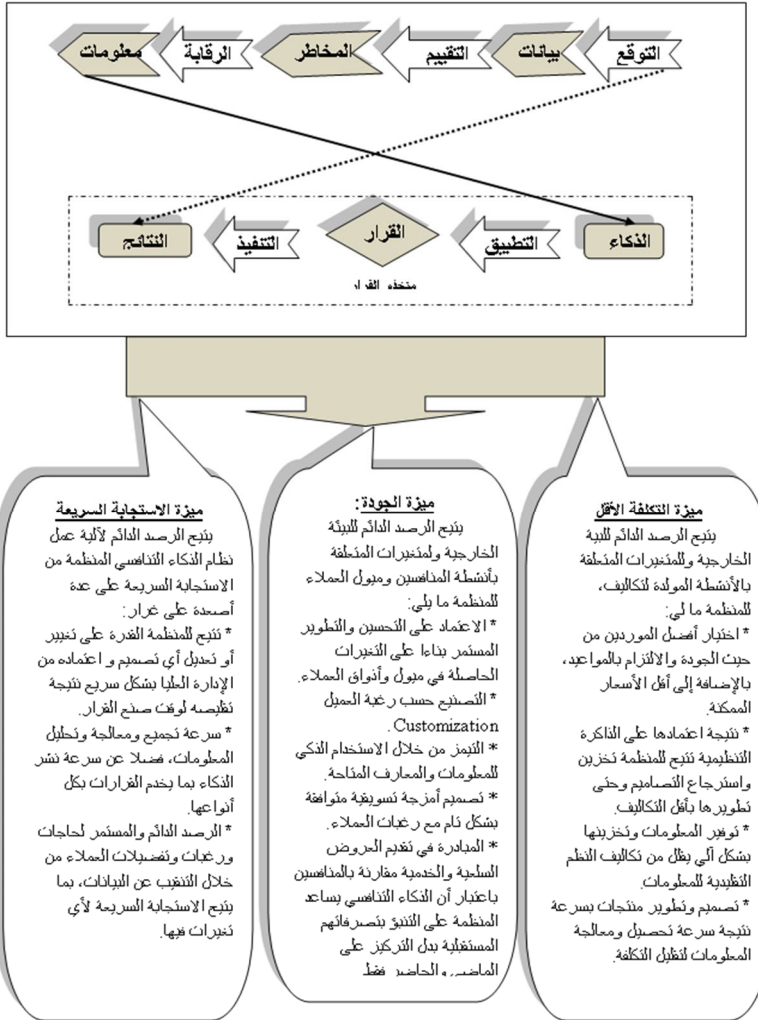 التوقع بيانات التقييم المخاطر الرقابة معلومات
الذكاء التطبيق القرار التنفيذ النتائج
متخذو القرار
ميزة التكلفة الأقل
يتيح الرصد الدائم للبية
الخارجية وللمتغيرات المتعلقة
بالأنشطة المولدة لتكاليف،
للمنظمة ما لي:
* اختيار أفضل الموردين من
حيث الجودة والالتزام بالمواعيد،
بالإضافة إلى أقل الأسعار
الممكنة.
* نتيجة اعتمادها على الذاكرة
التنظيمية تتيح للمنظمة تخزين
واسترجاع التصاميم وحتى
تطويرها بأقل التكاليف.
* توفير المعلومات وتخزينها
بشكل آلي يقلل من تكاليف النظم
التقليدية للمعلومات.
* تصميم وتطوير منتجات بسرعة
نتيجة سرعة تحصيل ومعالجة
المعلومات لتقليل التكلفة.
ميزة الجودة:
يتيح الرصد الدائم للبيئة
الخارجية ولمتغيرات المتعلقة
بأنشطة المنافسين وميول العملاء
للمنظمة ما يلي:
* الاعتماد على التحسين والتطوير
المستمر بناءا على التغيرات
الحاصلة في ميول وأذواق العملاء.
* التصنيع حسب رغبة العميل
Customization.
* التيمز من خلال الاستخدام الذكي
للمعلومات والمعارف المتاحة.
* تصميم أمزجة تسويقية متوافقة
بشكل تام مع رغبات العملاء.
* المبادرة في تقديم العروض
السلعية والخدمية مقارنة بالمنافسين
باعتبار أن الذكاء التنافسي يساعد
المنظمة على التنبؤ بتصرفاتهم
المستقبلية بدل التركيز على
الماضي والحاضر فقط
ميزة الاستجابة السريعة
يتيح الرصد الدائم لآلية عمل
نظام الذكاء التنافسي المنظمة من
الاستجابة السريعة على عدة
أصعدة على غرار:
* تتيح للمنظمة القدرة على تغيير
أو تعديل أي تصميم و اعتماده من
الإدارة العليا بشكل سريع نتيجة
تقليصه لوقت صنع القرار.
* سرعة تجميع ومعالجة وتحليل
المعلومات، فضلا عن سرعة نشر
الذكاء بما يخدم القرارات بكل
أنواعها.
* الرصد الدائم والمستمر لحاجات
ورغبات وتفضيلات العملاء من
خلال التنقيب عن البيانات، بما
يتيح الاستجابة السريعة لأي
تغيرات فيها.